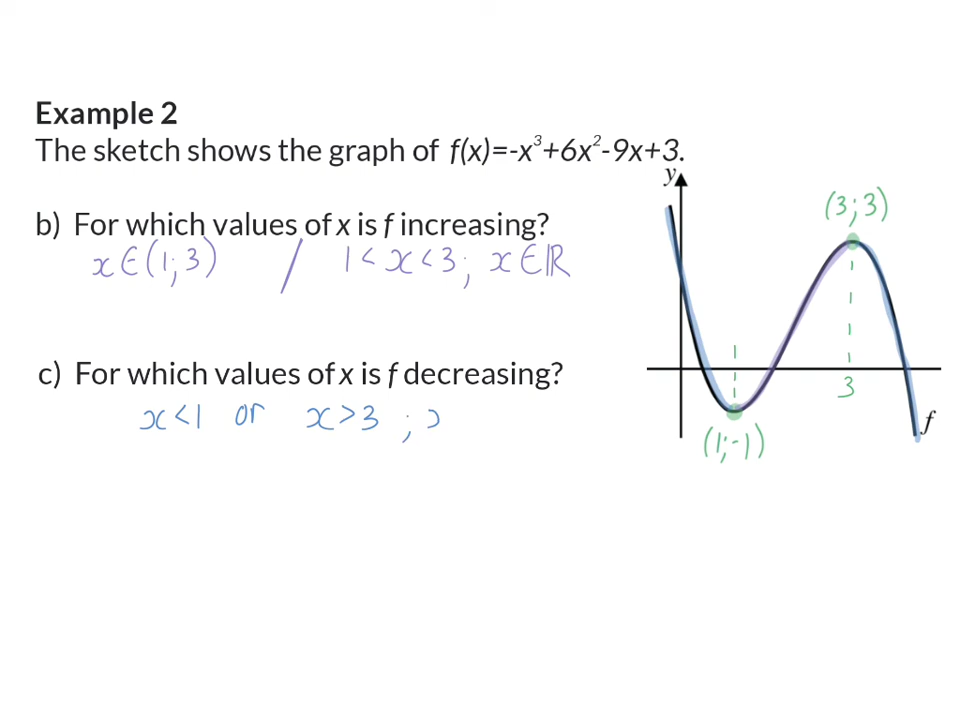 Example 2
The sketch shows the graph of f(x)=-x³+6x²-9x+3.
y
(3;3)
b) For which values of x is f increasing?
x∈(1;3) / 1<x<3; x∈ℝ
c) For which values of x is f decreasing?
3
x<1 or x>3 ;
f
(1;-1)